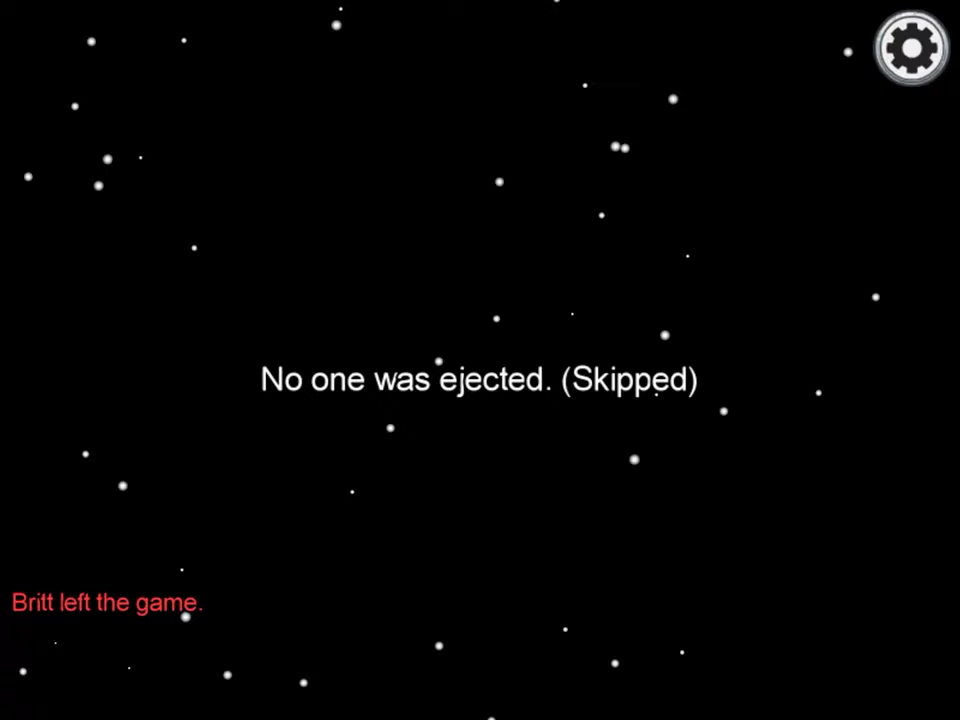 No one was ejected. (Skipped)
Britt left the game.